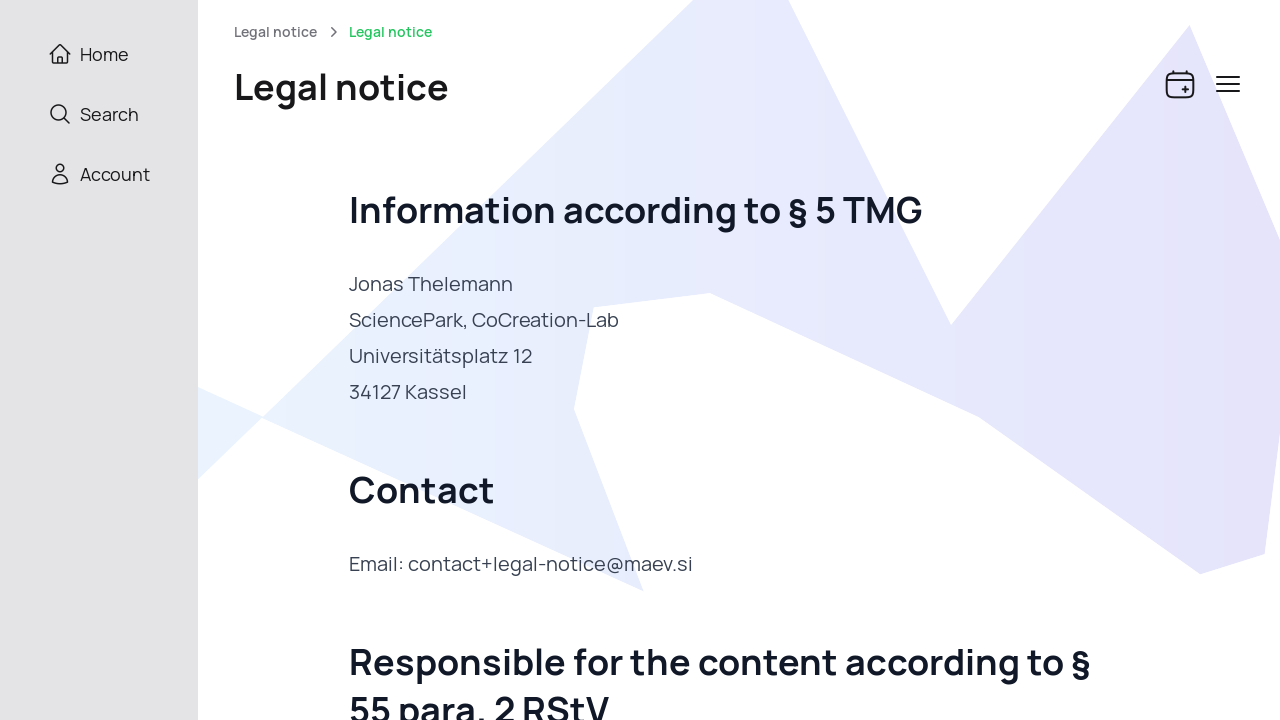 Home
Search
Account
Legal notice
Legal notice
Legal notice
Information according to § 5 TMG
Jonas Thelemann
SciencePark, CoCreation-Lab
Universitätsplatz 12
34127 Kassel
Contact
Email: contact+legal-notice@maev.si
Responsible for the content according to §
55 para. 2 RStV